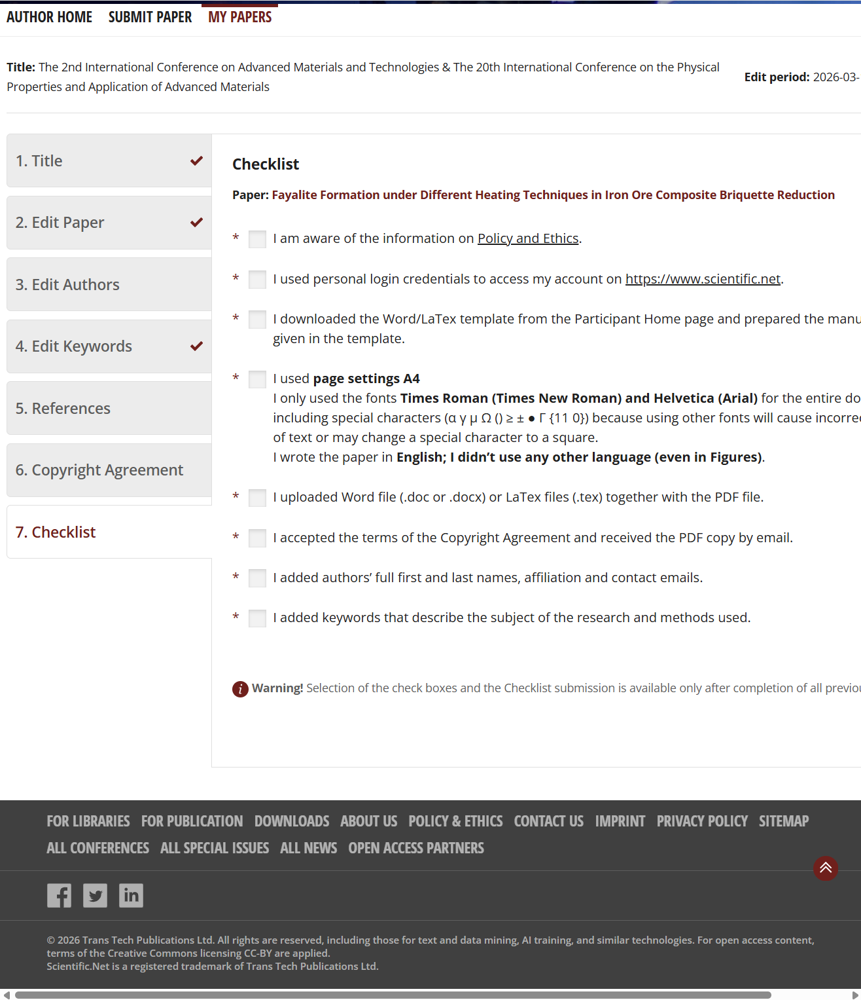 AUTHOR HOME SUBMIT PAPER MY PAPERS
Title: The 2nd International Conference on Advanced Materials and Technologies & The 20th International Conference on the Physical
Properties and Application of Advanced Materials
Edit period: 2026-03-
1. Title
2. Edit Paper
3. Edit Authors
4. Edit Keywords
5. References
6. Copyright Agreement
7. Checklist
Checklist
Paper: Fayalite Formation under Different Heating Techniques in Iron Ore Composite Briquette Reduction
* I am aware of the information on Policy and Ethics.
* I used personal login credentials to access my account on https://www.scientific.net.
* I downloaded the Word/LaTex template from the Participant Home page and prepared the manu
given in the template.
* I used page settings A4
I only used the fonts Times Roman (Times New Roman) and Helvetica (Arial) for the entire do
including special characters (α γ μ Ω () ≥ ± ● Γ {11 0}) because using other fonts will cause incorre
of text or may change a special character to a square.
I wrote the paper in English; I didn’t use any other language (even in Figures).
* I uploaded Word file (.doc or .docx) or LaTex files (.tex) together with the PDF file.
* I accepted the terms of the Copyright Agreement and received the PDF copy by email.
* I added authors’ full first and last names, affiliation and contact emails.
* I added keywords that describe the subject of the research and methods used.
i Warning! Selection of the check boxes and the Checklist submission is available only after completion of all previou
FOR LIBRARIES FOR PUBLICATION DOWNLOADS ABOUT US POLICY & ETHICS CONTACT US IMPRINT PRIVACY POLICY SITEMAP
ALL CONFERENCES ALL SPECIAL ISSUES ALL NEWS OPEN ACCESS PARTNERS
© 2026 Trans Tech Publications Ltd. All rights are reserved, including those for text and data mining, AI training, and similar technologies. For open access content,
terms of the Creative Commons licensing CC-BY are applied.
Scientific.Net is a registered trademark of Trans Tech Publications Ltd.